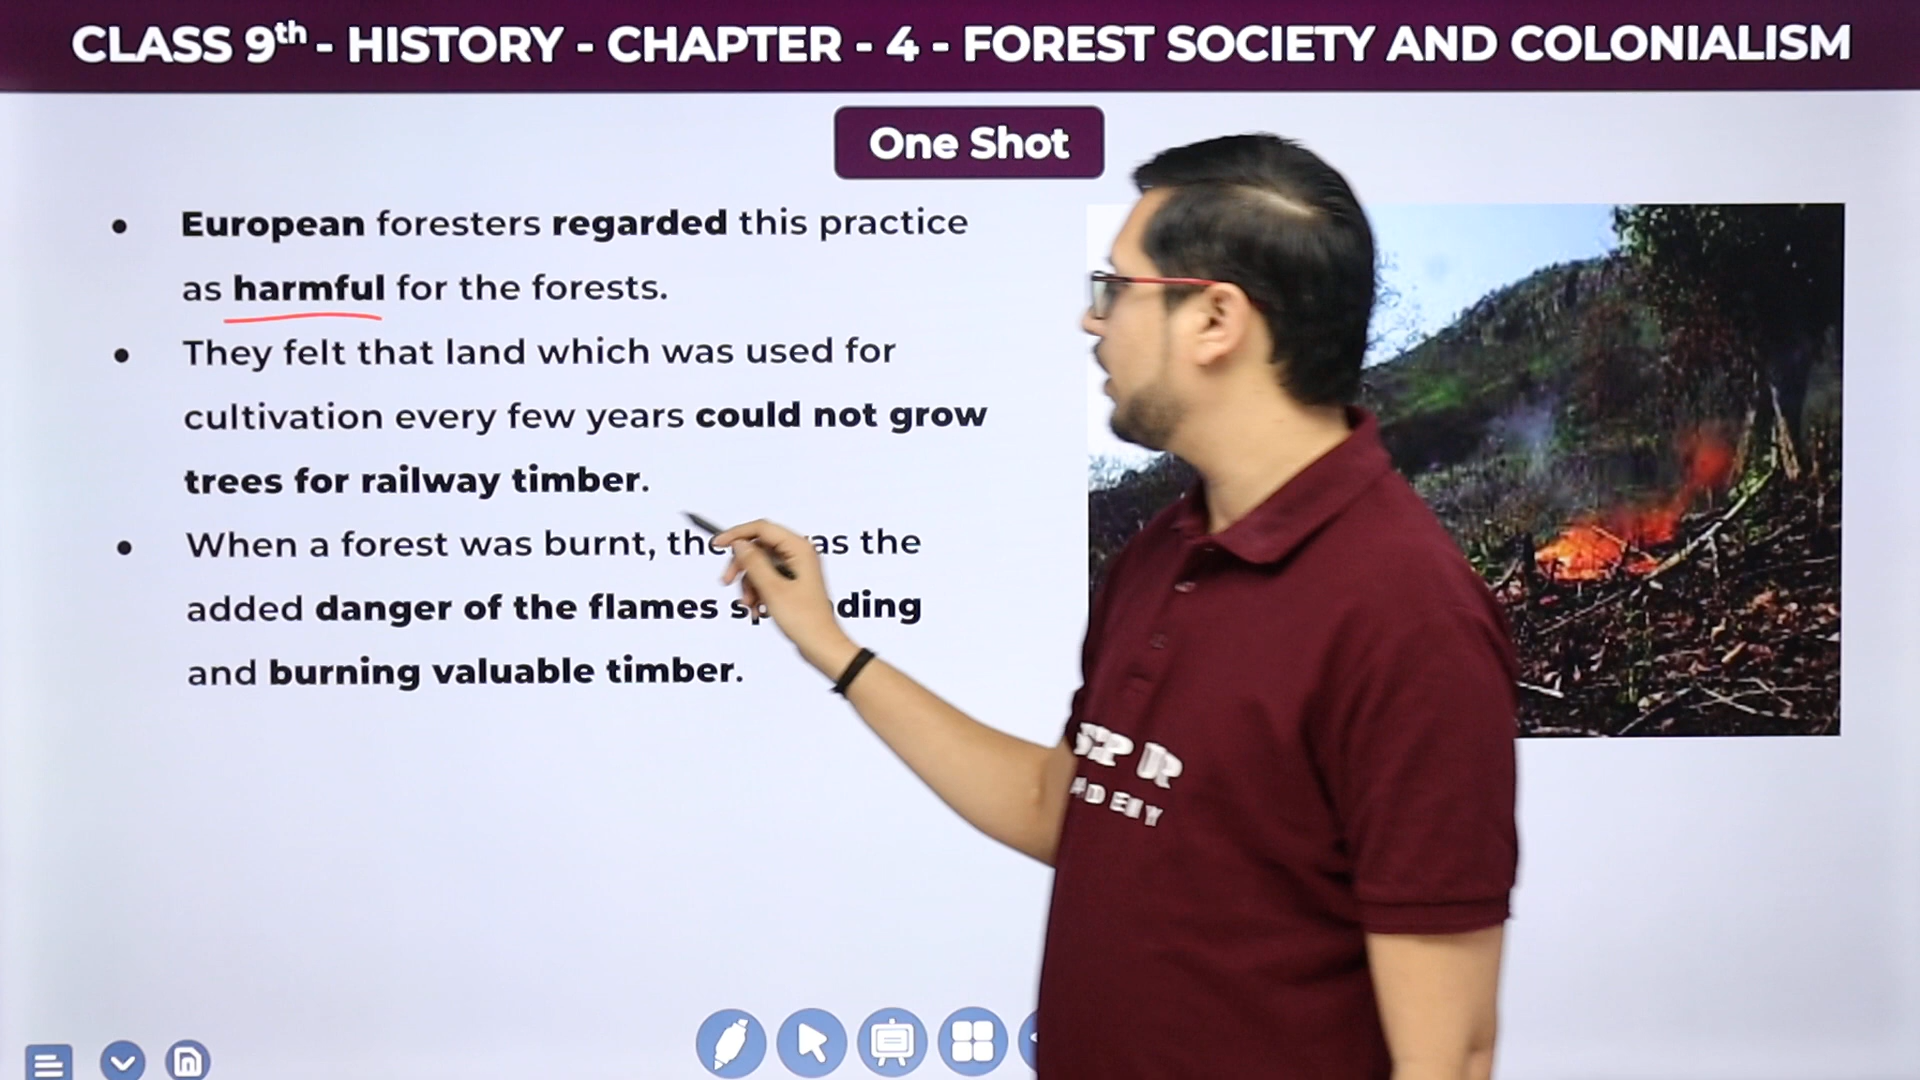 CLASS 9th - HISTORY - CHAPTER - 4 - FOREST SOCIETY AND COLONIALISM
One Shot
• European foresters regarded this practice
as harmful for the forests.
• They felt that land which was used for
cultivation every few years could not grow
trees for railway timber.
• When a forest was burnt, the as the
added danger of the flames sp ding
and burning valuable timber.